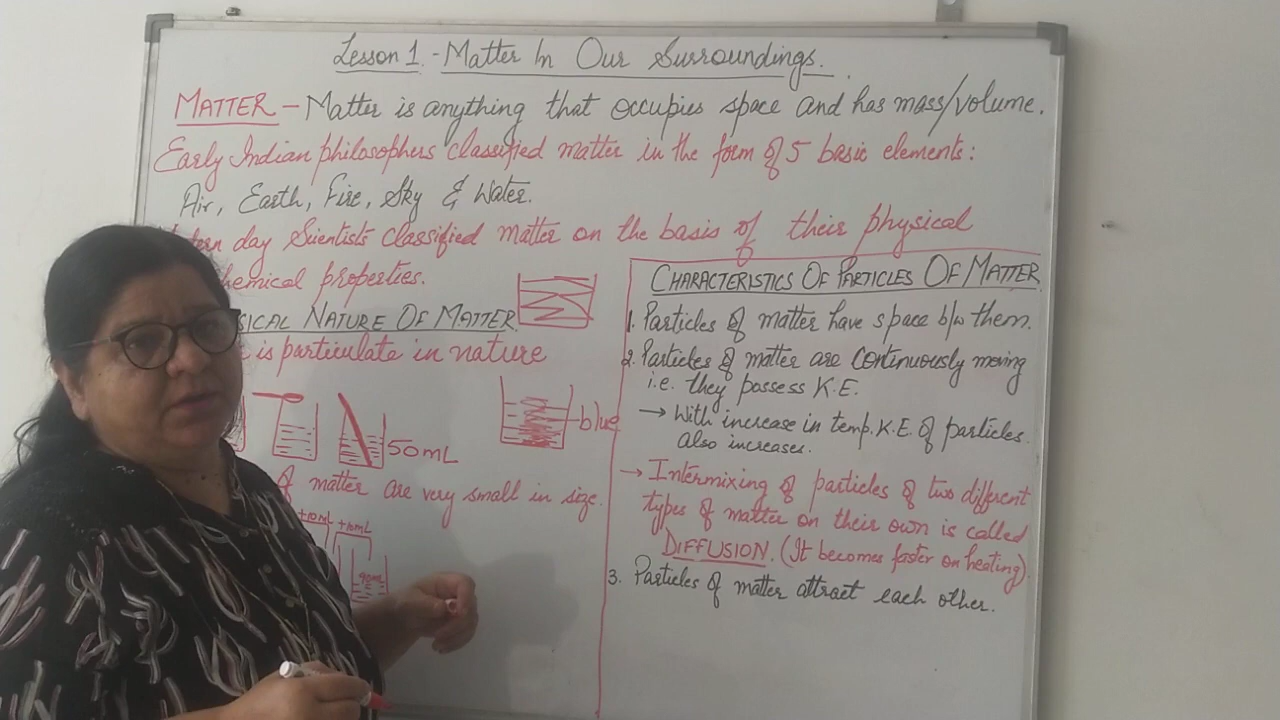 Lesson 1. - Matter In Our Surroundings.
MATTER - Matter is anything that occupies space and has mass/volume.
Early Indian philosophers classified matter in the form of 5 basic elements:
Air, Earth, Fire, Sky & Water.
day Scientists classified matter on the basis of their physical
chemical properties.
NATURE OF MATTER
is particulate in nature
50mL
blue
of matter are very small in size.
+10mL
+10mL
90mL
CHARACTERISTICS OF PARTICLES OF MATTER
1. Particles of matter have space b/w them.
2. Particles of matter are continuously moving
i.e. they possess K.E.
→ With increase in temp. K.E. of particles
also increases.
→ Intermixing of particles of two different
types of matter on their own is called
DIFFUSION. (It becomes faster on heating)
3. Particles of matter attract each other.